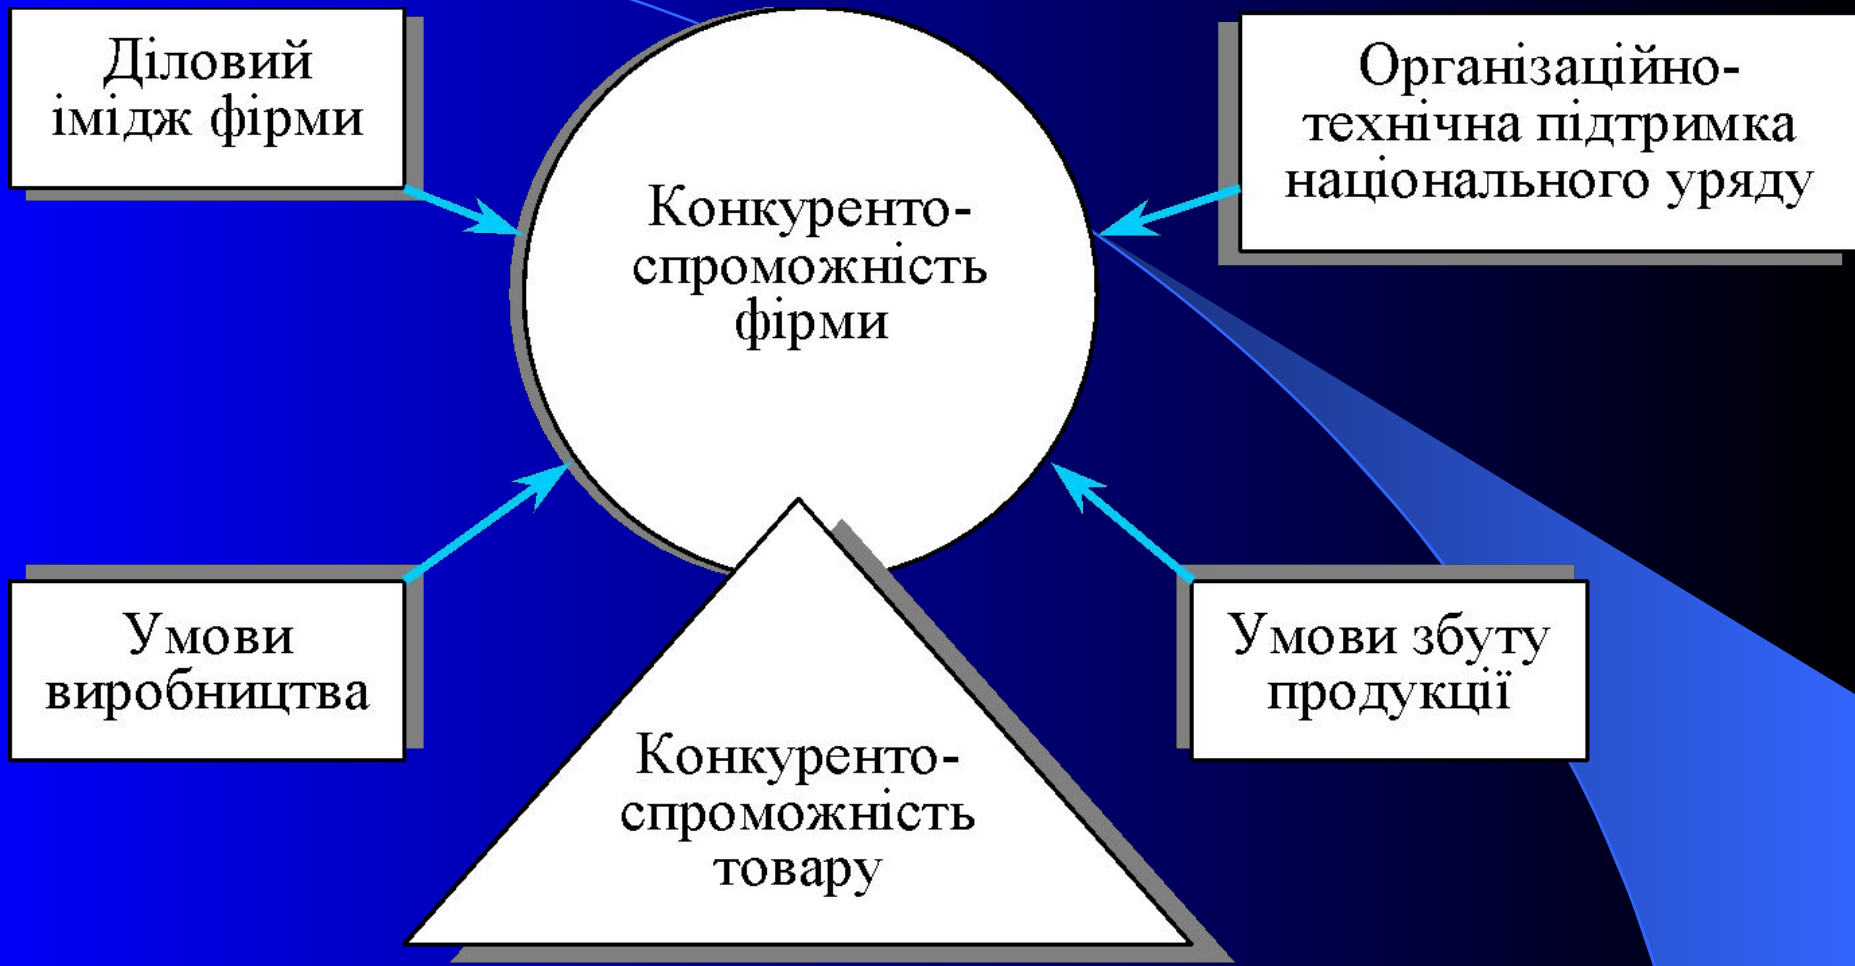 Діловий
імідж фірми
Конкуренто-
спроможність
фірми
Організаційно-
технічна підтримка
національного уряду
Умови
виробництва
Конкуренто-
спроможність
товару
Умови збуту
продукції